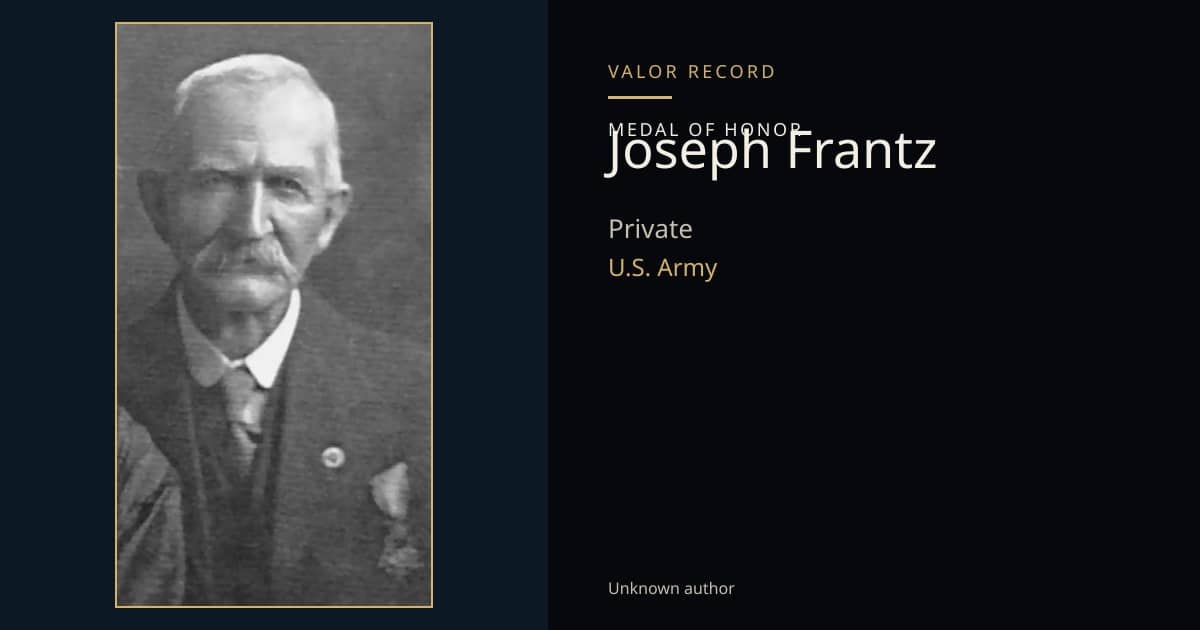 VALOR RECORD
MEDAL OF HONOR
Joseph Frantz
Private
U.S. Army
Unknown author